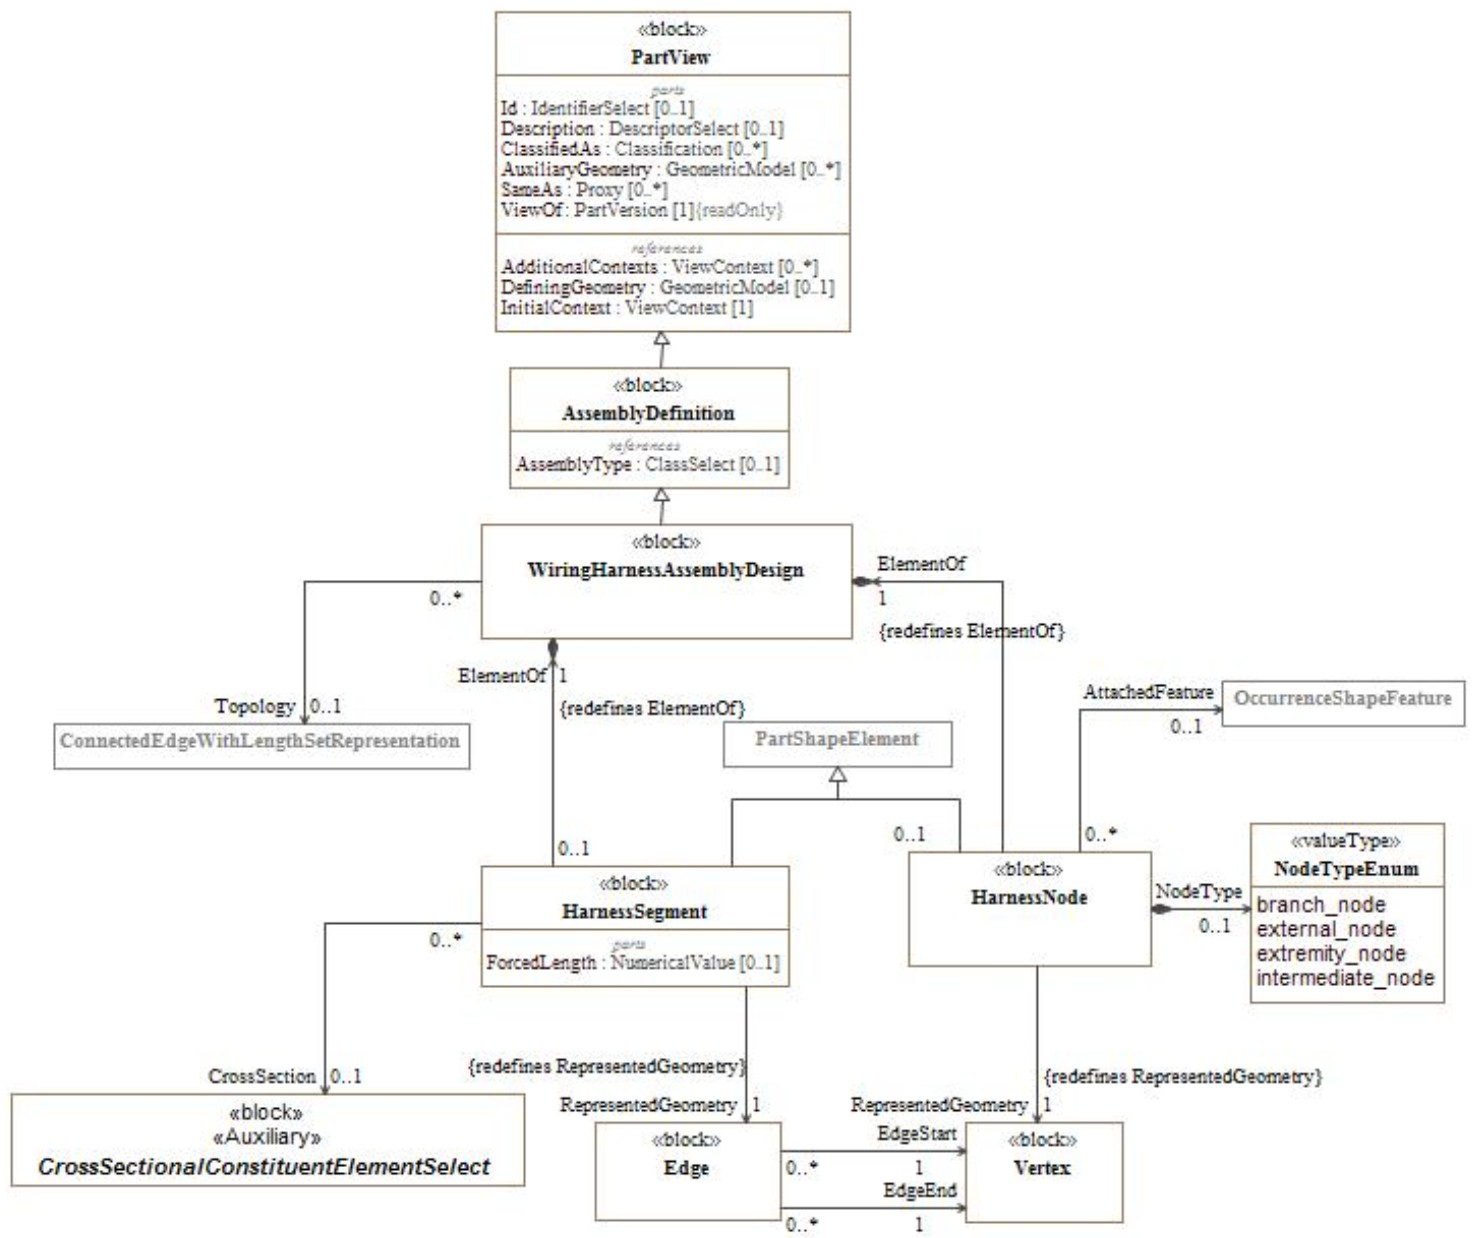 «block»
PartView
parts
Id : IdentifierSelect [0..1]
Description : DescriptorSelect [0..1]
ClassifiedAs : Classification [0..*]
AuxiliaryGeometry : GeometricModel [0..*]
SameAs : Proxy [0..*]
ViewOf : PartVersion [1]{readOnly}
references
AdditionalContexts : ViewContext [0..*]
DefiningGeometry : GeometricModel [0..1]
InitialContext : ViewContext [1]
«block»
AssemblyDefinition
references
AssemblyType : ClassSelect [0..1]
«block»
WiringHarnessAssemblyDesign
ElementOf
1
{redefines ElementOf}
0..*
ElementOf 1
{redefines ElementOf}
Topology 0..1
ConnectedEdgeWithLengthSetRepresentation
PartShapeElement
AttachedFeature
0..1
OccurrenceShapeFeature
0..1
0..1
0..*
«block»
HarnessSegment
parts
ForcedLength : NumericalValue [0..1]
0..*
«block»
HarnessNode
NodeType
0..1
«valueType»
NodeTypeEnum
branch_node
external_node
extremity_node
intermediate_node
CrossSection 0..1
«block»
«Auxiliary»
CrossSectionalConstituentElementSelect
{redefines RepresentedGeometry}
RepresentedGeometry 1
{redefines RepresentedGeometry}
RepresentedGeometry 1
«block»
Edge
EdgeStart
0..* 1
EdgeEnd
0..* 1
«block»
Vertex